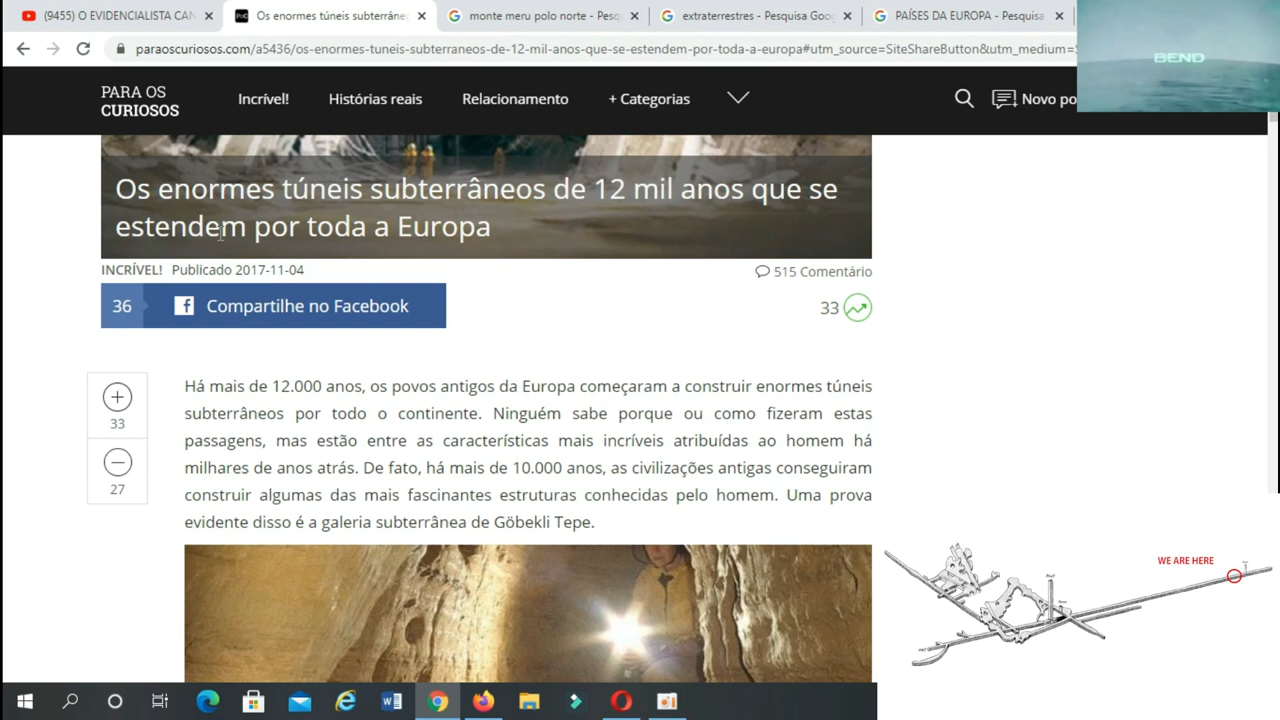 (9455) O EVIDENCIALISTA CAN
Os enormes túneis subterrâne
monte meru polo norte - Pesq
extraterrestres - Pesquisa Goo
PAÍSES DA EUROPA - Pesquisa
paraoscuriosos.com/a5436/os-enormes-tuneis-subterraneos-de-12-mil-anos-que-se-estendem-por-toda-a-europa#utm_source=SiteShareButton&utm_medium=
BEND
PARA OS
CURIOSOS
Incrível!
Histórias reais
Relacionamento
+ Categorias
Novo po
Os enormes túneis subterrâneos de 12 mil anos que se
estendem por toda a Europa
INCRÍVEL! Publicado 2017-11-04
515 Comentário
36
Compartilhe no Facebook
33
33
27
Há mais de 12.000 anos, os povos antigos da Europa começaram a construir enormes túneis
subterrâneos por todo o continente. Ninguém sabe porque ou como fizeram estas
passagens, mas estão entre as características mais incríveis atribuídas ao homem há
milhares de anos atrás. De fato, há mais de 10.000 anos, as civilizações antigas conseguiram
construir algumas das mais fascinantes estruturas conhecidas pelo homem. Uma prova
evidente disso é a galeria subterrânea de Göbekli Tepe.
WE ARE HERE